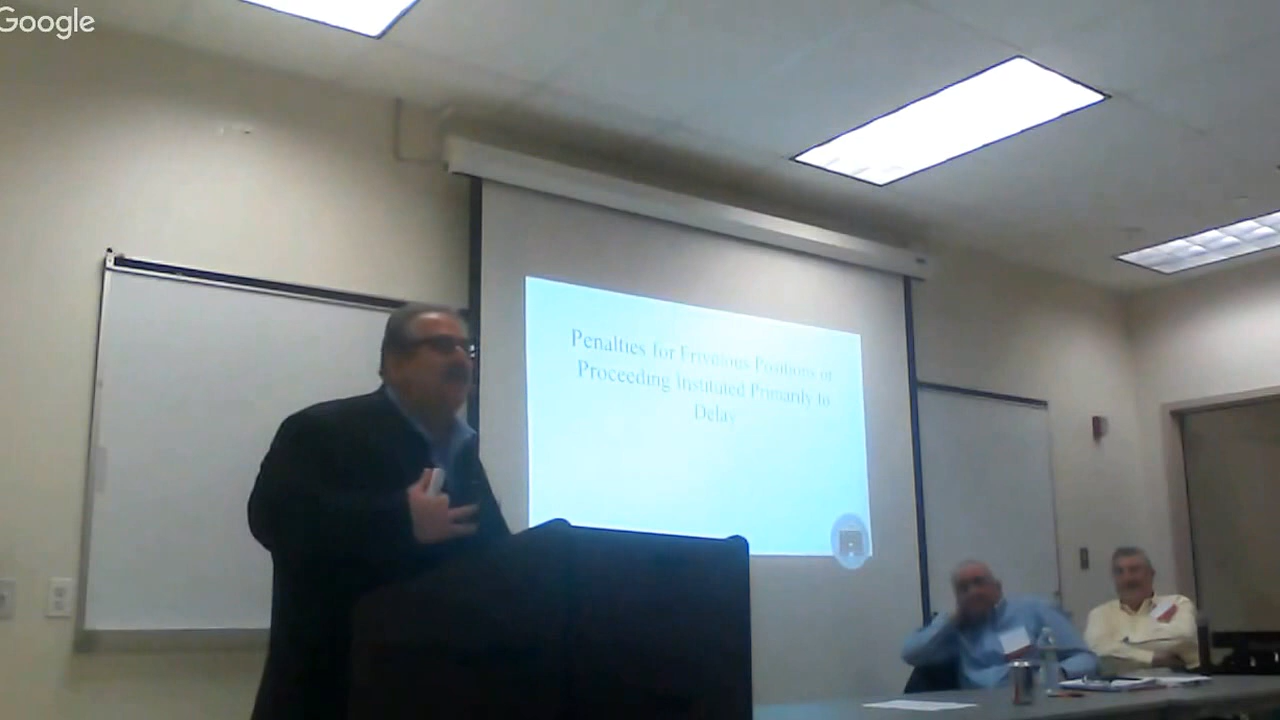 Google
Penalties for Frivolous Positions or
Proceeding Instituted Primarily to
Delay